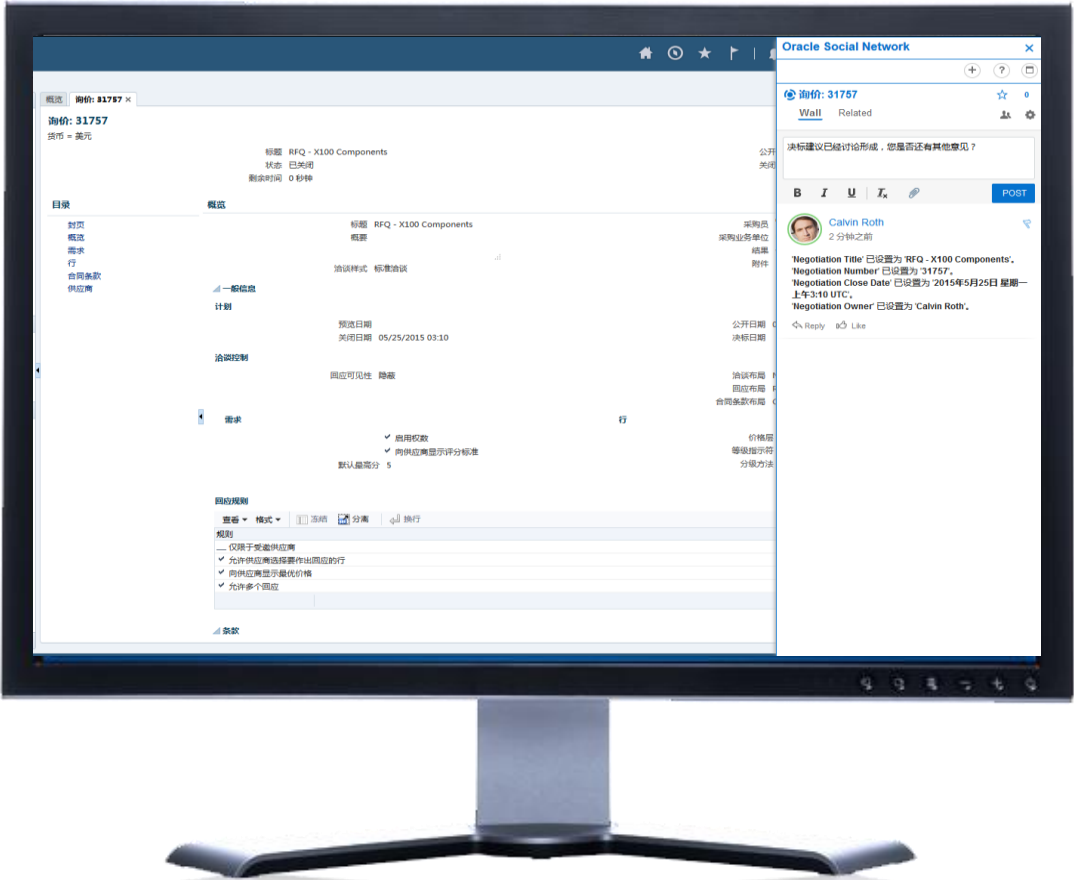 概览
询价: 31757
询价: 31757
货币 = 美元
标题 RFQ - X100 Components
状态 已关闭
剩余时间 0 秒钟
公开
关闭
目录
封页
概览
需求
行
合同条款
供应商
概览
标题 RFQ - X100 Components
概要
洽谈样式 标准洽谈
采购员
采购业务单位
结果
附件
一般信息
计划
预览日期
关闭日期 05/25/2015 03:10
公开日期
决标日期
洽谈控制
回应可见性 隐蔽
洽谈布局
回应布局
合同条款布局
需求
启用权数
向供应商显示评分标准
默认最高分 5
行
价格层
等级指示符
分级方法
回应规则
查看 格式 冻结 分离 换行
规则
仅限于受邀供应商
允许供应商选择要作出回应的行
向供应商显示最优价格
允许多个回应
条款
Oracle Social Network
询价: 31757
0
Wall Related
决标建议已经讨论形成，您是否还有其他意见？
B I U Tx
POST
Calvin Roth
2 分钟之前
'Negotiation Title' 已设置为 'RFQ - X100 Components'。
'Negotiation Number' 已设置为 '31757'。
'Negotiation Close Date' 已设置为 '2015年5月25日 星期一
上午3:10 UTC'。
'Negotiation Owner' 已设置为 'Calvin Roth'。
Reply Like